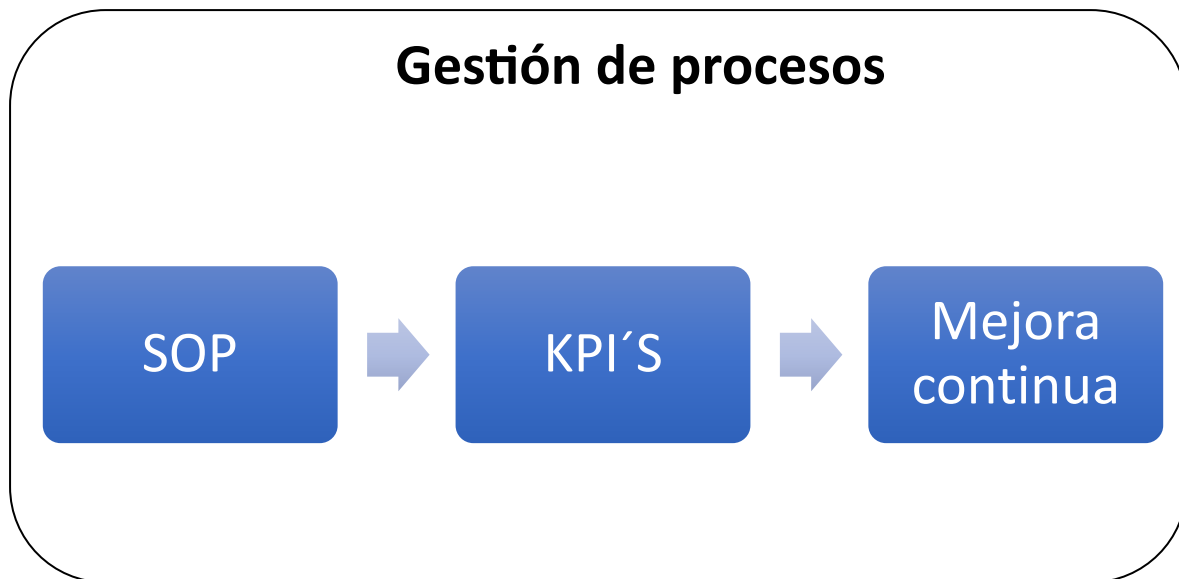 Gestión de procesos
SOP
KPI´S
Mejora
continua